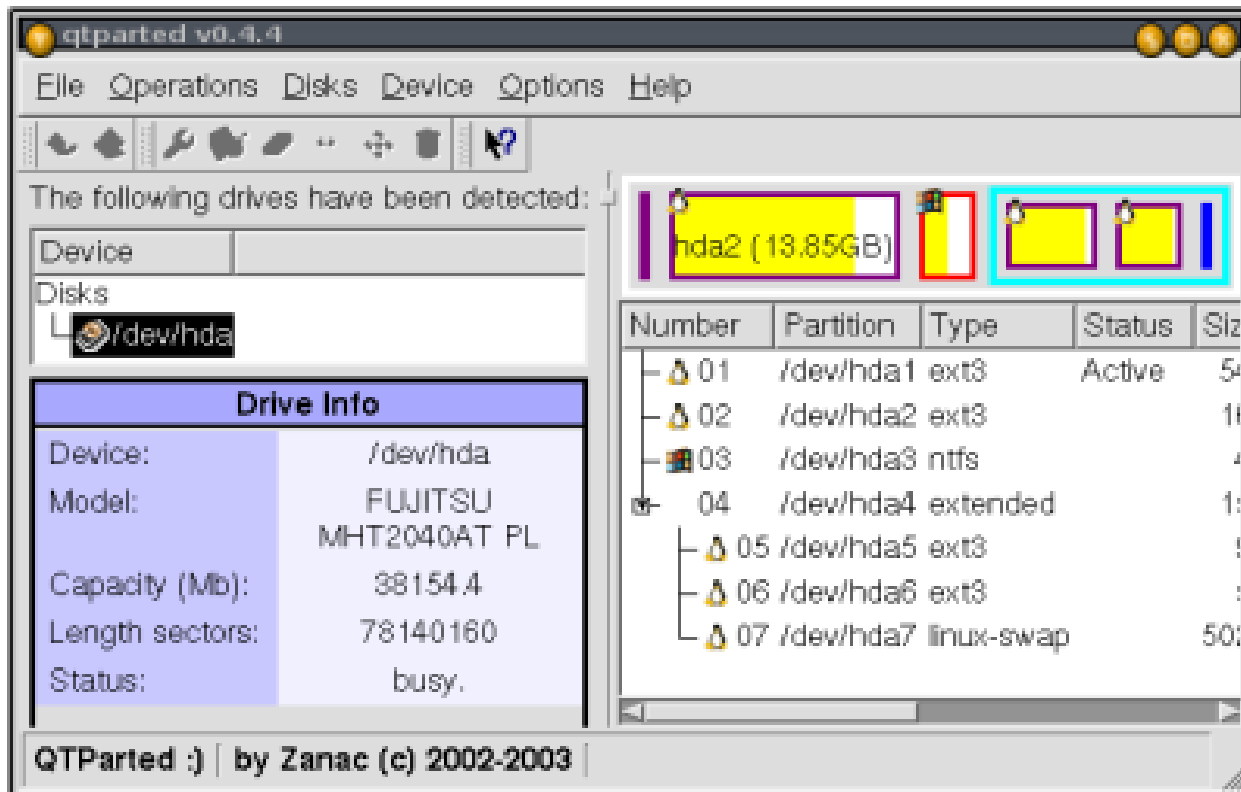 qtparted v0.4.4
File Operations Disks Device Options Help
The following drives have been detected:
Device
Disks
/dev/hda
Drive Info
Device: /dev/hda
Model: FUJITSU
MHT2040AT PL
Capacity (Mb): 38154.4
Length sectors: 78140160
Status: busy.
hda2 (13.85GB)
Number Partition Type Status
01 /dev/hda1 ext3 Active
02 /dev/hda2 ext3
03 /dev/hda3 ntfs
04 /dev/hda4 extended
05 /dev/hda5 ext3
06 /dev/hda6 ext3
07 /dev/hda7 linux-swap
QTParted :) by Zanac (c) 2002-2003